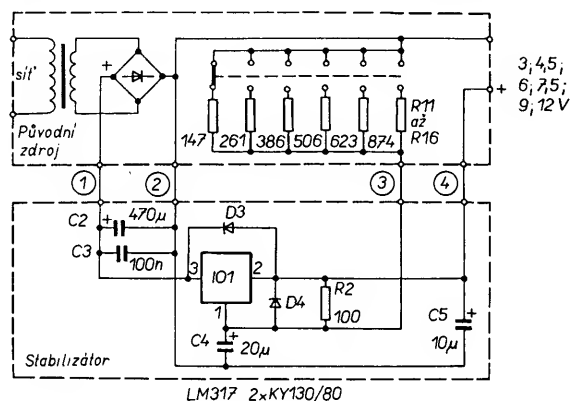 síť
+
Původní
zdroj
147
261
386
506
623
874
R11
až
R16
+
3; 4,5;
6; 7,5;
9; 12 V
1
2
3
4
C2
+
470µ
C3
100n
D3
3
IO1
2
1
D4
R2
100
C4
+
20µ
C5
+
10µ
Stabilizátor
LM317 2xKY130/80